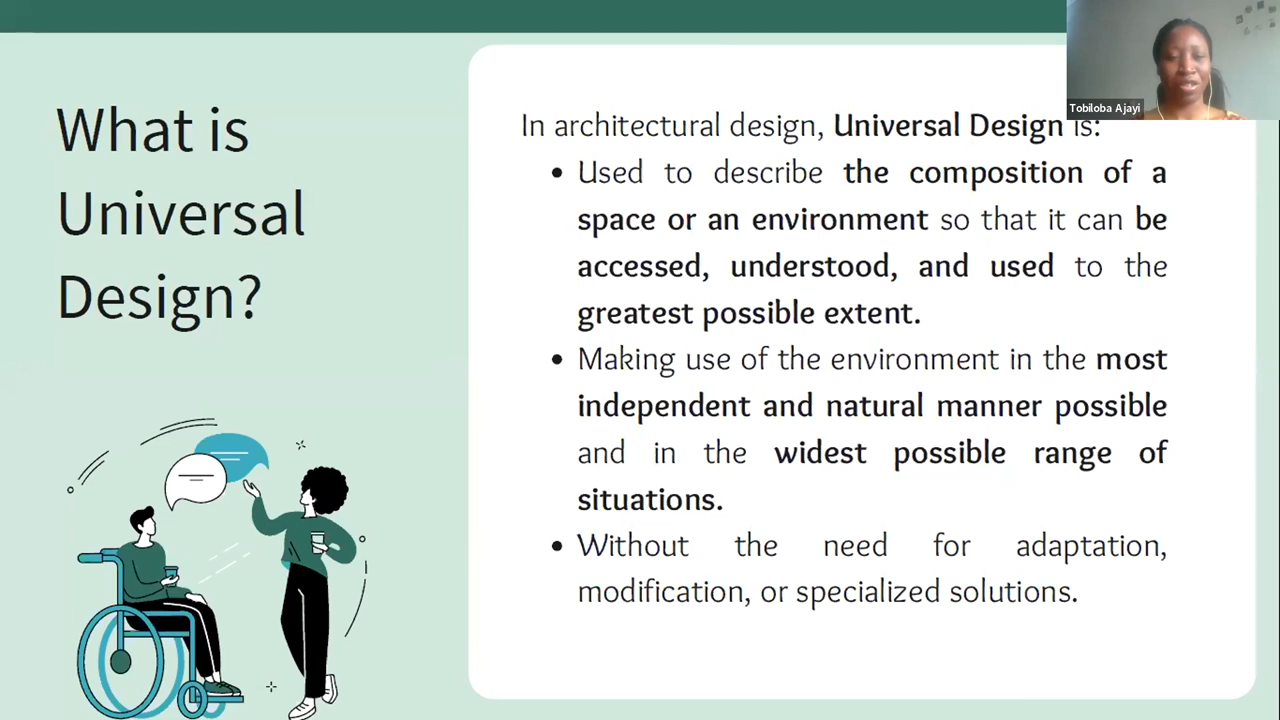 What is
Universal
Design?
In architectural design, Universal Design is:
• Used to describe the composition of a
space or an environment so that it can be
accessed, understood, and used to the
greatest possible extent.
• Making use of the environment in the most
independent and natural manner possible
and in the widest possible range of
situations.
• Without the need for adaptation,
modification, or specialized solutions.
Tobiloba Ajayi